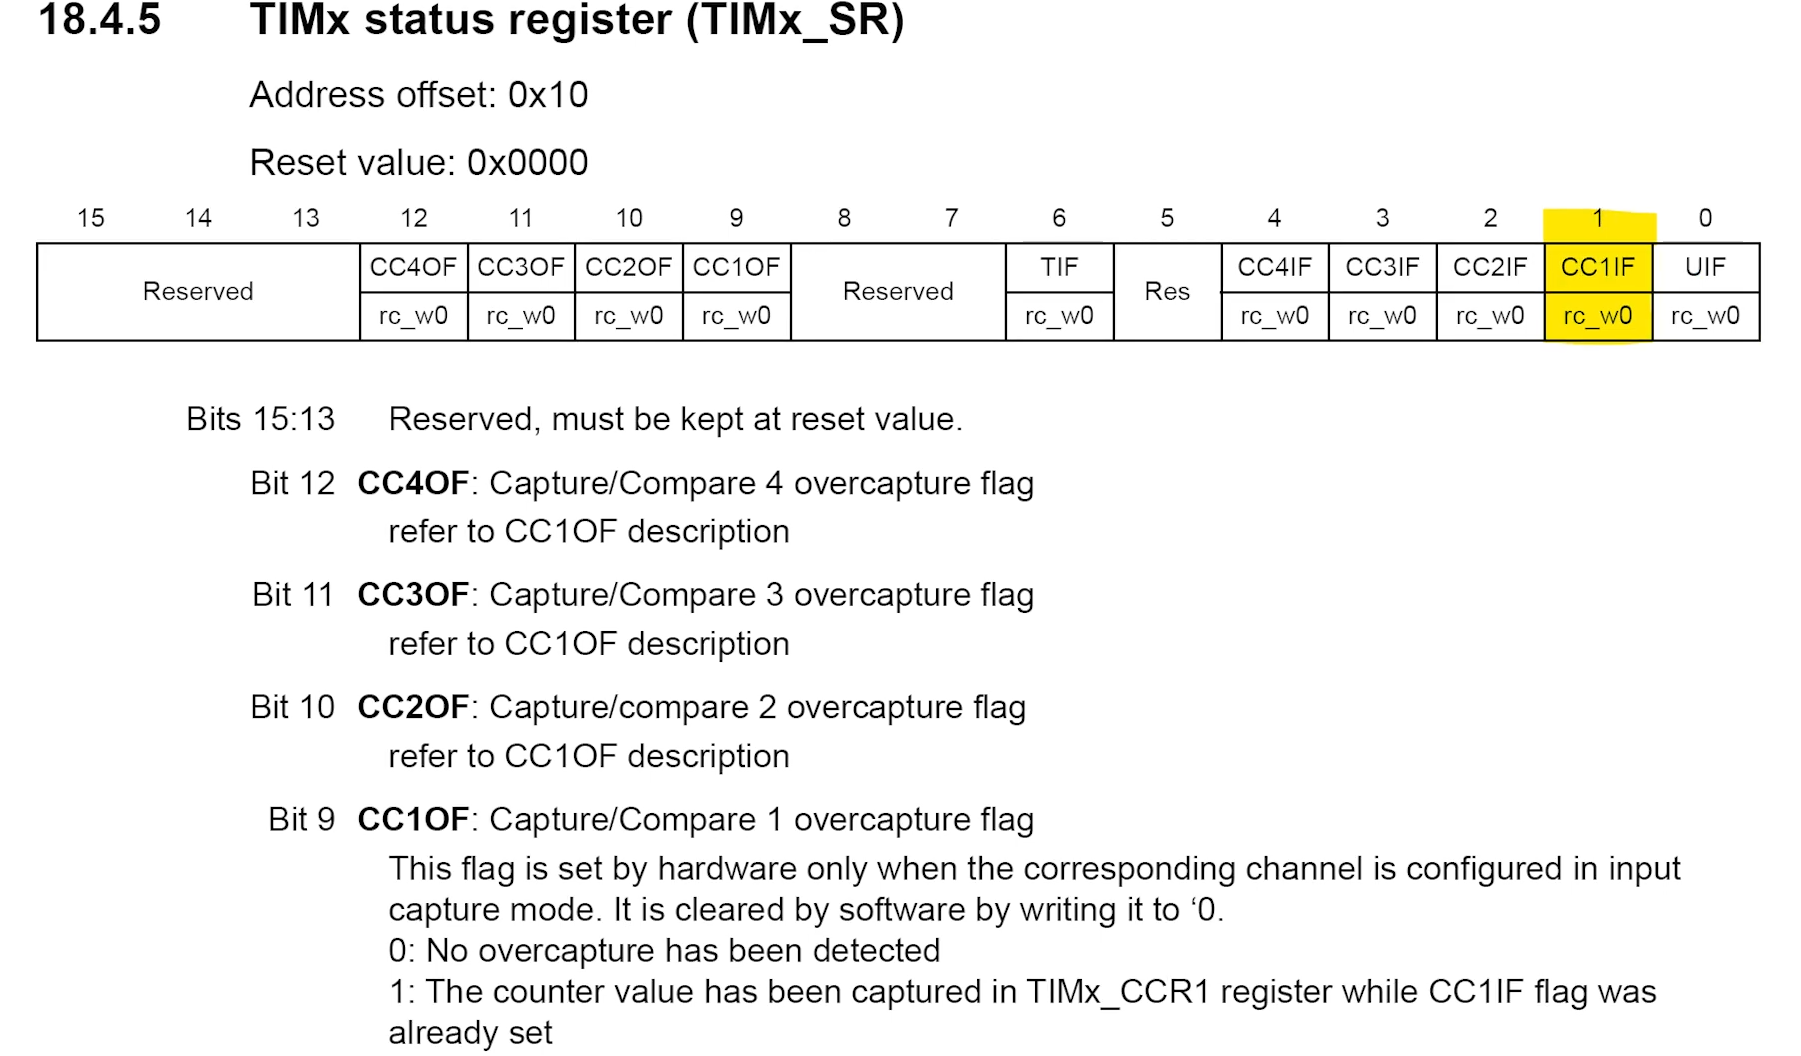 18.4.5 TIMx status register (TIMx_SR)
Address offset: 0x10
Reset value: 0x0000
15 14 13 12 11 10 9 8 7 6 5 4 3 2 1 0
Reserved CC4OF CC3OF CC2OF CC1OF Reserved TIF Res CC4IF CC3IF CC2IF CC1IF UIF
rc_w0 rc_w0 rc_w0 rc_w0 rc_w0 rc_w0 rc_w0 rc_w0 rc_w0 rc_w0
Bits 15:13 Reserved, must be kept at reset value.
Bit 12 CC4OF: Capture/Compare 4 overcapture flag
refer to CC1OF description
Bit 11 CC3OF: Capture/Compare 3 overcapture flag
refer to CC1OF description
Bit 10 CC2OF: Capture/compare 2 overcapture flag
refer to CC1OF description
Bit 9 CC1OF: Capture/Compare 1 overcapture flag
This flag is set by hardware only when the corresponding channel is configured in input
capture mode. It is cleared by software by writing it to ‘0.
0: No overcapture has been detected
1: The counter value has been captured in TIMx_CCR1 register while CC1IF flag was
already set